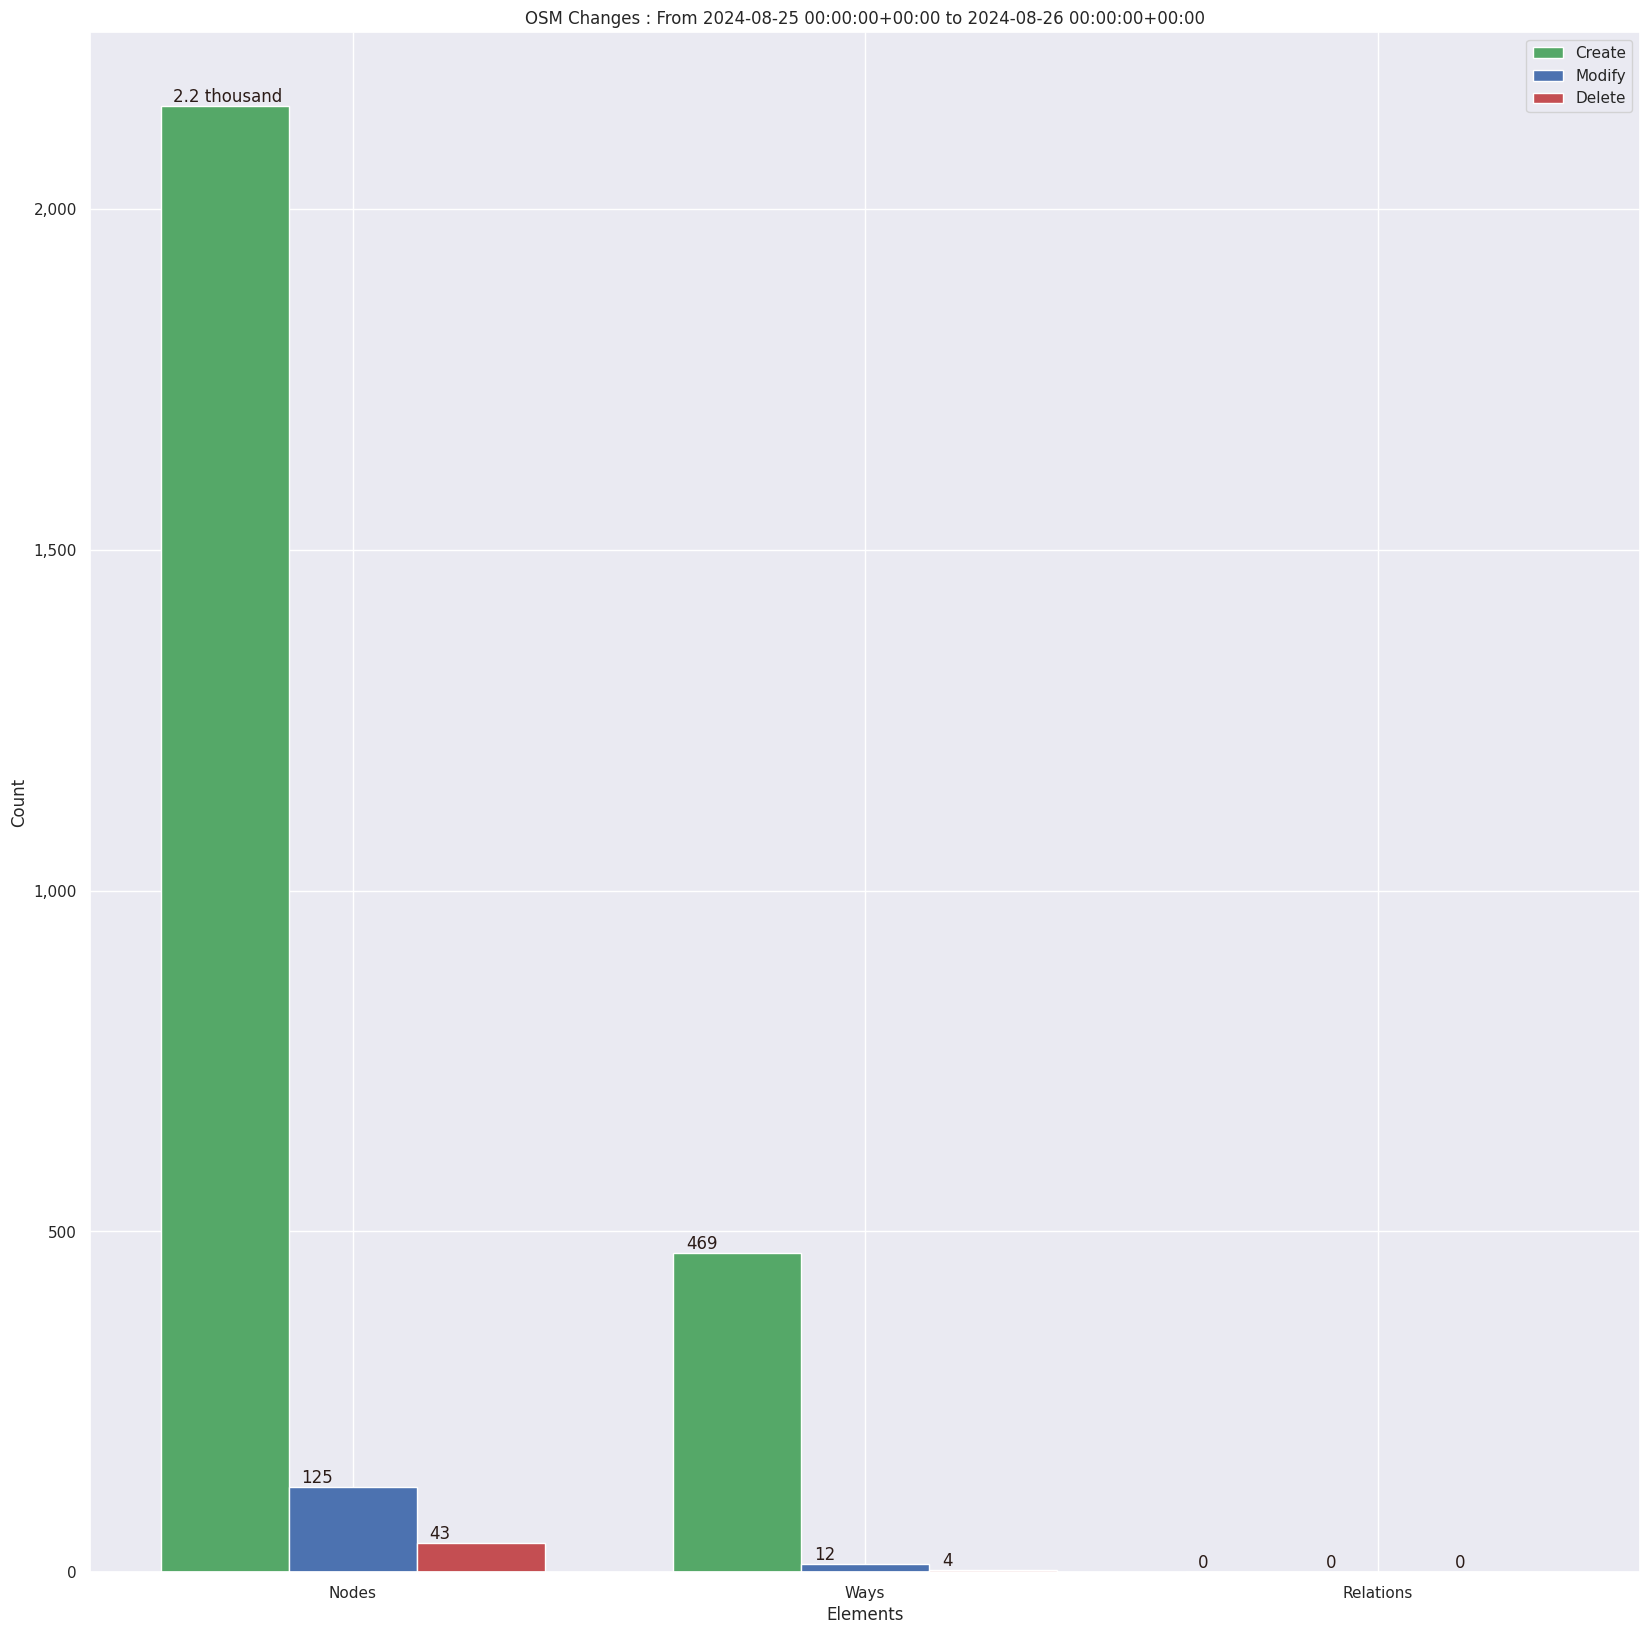 OSM Changes : From 2024-08-25 00:00:00+00:00 to 2024-08-26 00:00:00+00:00
Create
Modify
Delete
2.2 thousand
2,000
1,500
1,000
500
0
Count
469
125
43
12
4
0
0
0
Nodes
Ways
Relations
Elements